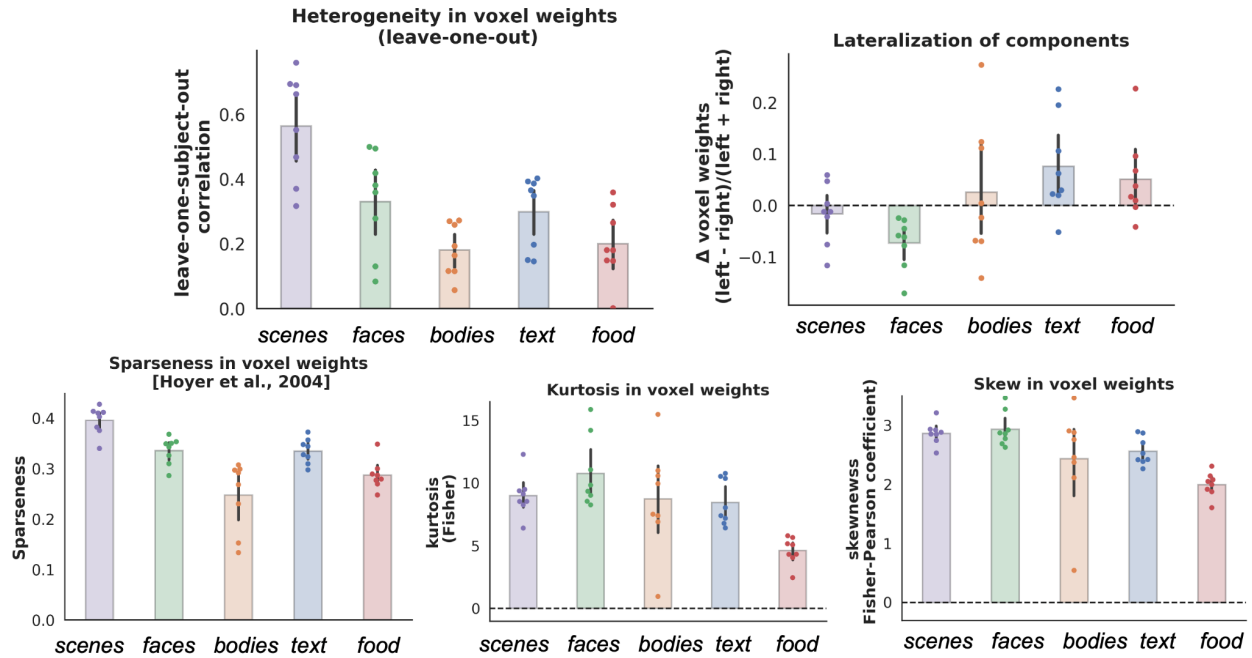 Heterogeneity in voxel weights
(leave-one-out)
leave-one-subject-out
correlation
0.6
0.4
0.2
0.0
scenes faces bodies text food
Lateralization of components
Δ voxel weights
(left - right)/(left + right)
0.2
0.1
0.0
−0.1
scenes faces bodies text food
Sparseness in voxel weights
[Hoyer et al., 2004]
Sparseness
0.4
0.3
0.2
0.1
0.0
scenes faces bodies text food
Kurtosis in voxel weights
kurtosis
(Fisher)
15
10
5
0
scenes faces bodies text food
Skew in voxel weights
skewnewss
Fisher-Pearson coefficient)
3
2
1
0
scenes faces bodies text food